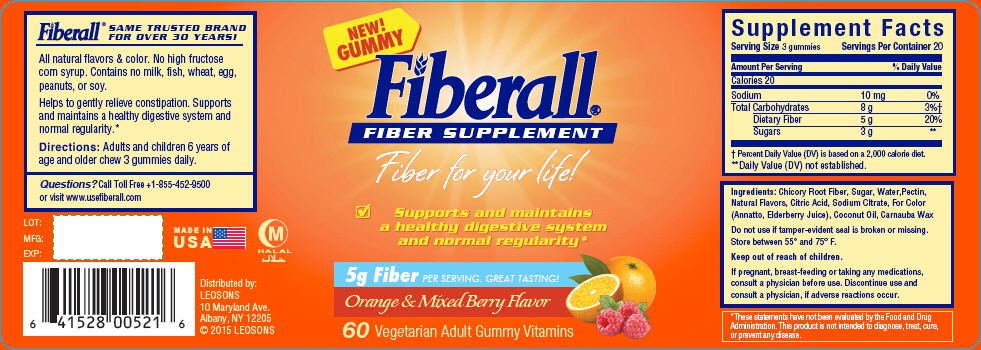 Fiberall® SAME TRUSTED BRAND
FOR OVER 30 YEARS!
All natural flavors & color. No high fructose
corn syrup. Contains no milk, fish, wheat, egg,
peanuts, or soy.
Helps to gently relieve constipation. Supports
and maintains a healthy digestive system and
normal regularity.*
Directions: Adults and children 6 years of
age and older chew 3 gummies daily.
Questions? Call Toll Free +1-855-452-9500
or visit www.usefiberall.com
LOT:
MFG:
EXP:
MADE IN
USA
M
HALAL
حلال
6 41528 00521 6
Distributed by:
LEOSONS
10 Maryland Ave.
Albany, NY 12205
© 2015 LEOSONS
NEW!
GUMMY
Fiberall®
FIBER SUPPLEMENT
Fiber for your life!
Supports and maintains
a healthy digestive system
and normal regularity*
5g Fiber PER SERVING. GREAT TASTING!
Orange & Mixed Berry Flavor
60 Vegetarian Adult Gummy Vitamins
Supplement Facts
Serving Size 3 gummies Servings Per Container 20
Amount Per Serving % Daily Value
Calories 20
Sodium 10 mg 0%
Total Carbohydrates 8 g 3%†
Dietary Fiber 5 g 20%
Sugars 3 g **
† Percent Daily Value (DV) is based on a 2,000 calorie diet.
**Daily Value (DV) not established.
Ingredients: Chicory Root Fiber, Sugar, Water,Pectin,
Natural Flavors, Citric Acid, Sodium Citrate, For Color
(Annatto, Elderberry Juice), Coconut Oil, Carnauba Wax
Do not use if tamper-evident seal is broken or missing.
Store between 55° and 75° F.
Keep out of reach of children.
If pregnant, breast-feeding or taking any medications,
consult a physician before use. Discontinue use and
consult a physician, if adverse reactions occur.
*These statements have not been evaluated by the Food and Drug
Administration. This product is not intended to diagnose, treat, cure,
or prevent any disease.